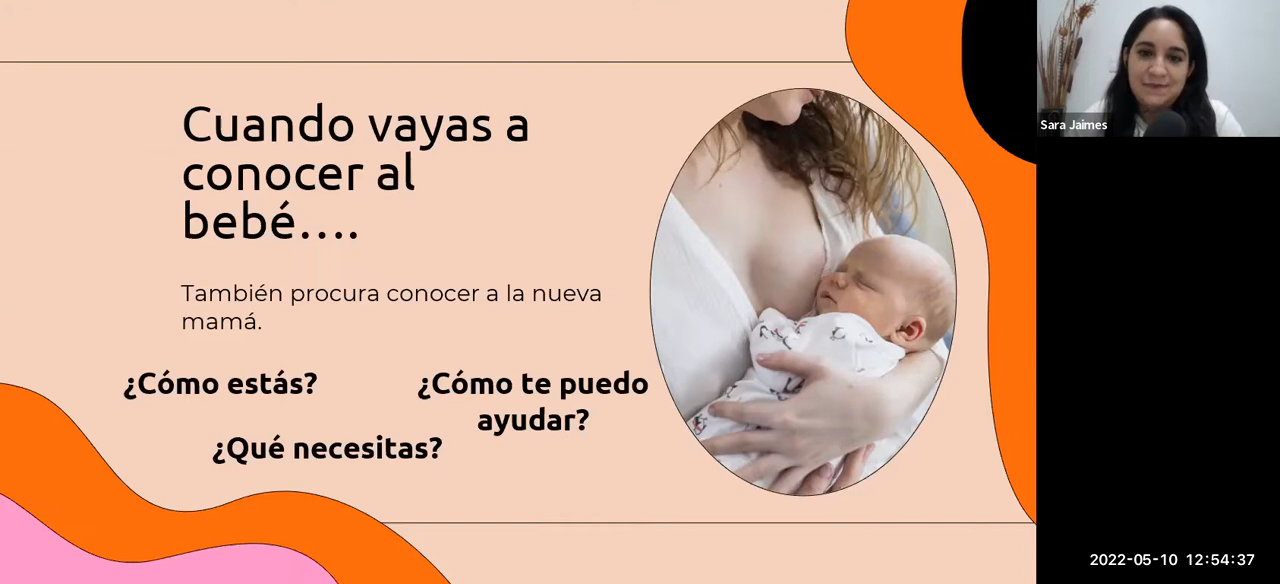 Cuando vayas a
conocer al
bebé....
También procura conocer a la nueva
mamá.
¿Cómo estás?
¿Cómo te puedo
ayudar?
¿Qué necesitas?
Sara Jaimes
2022-05-10 12:54:37